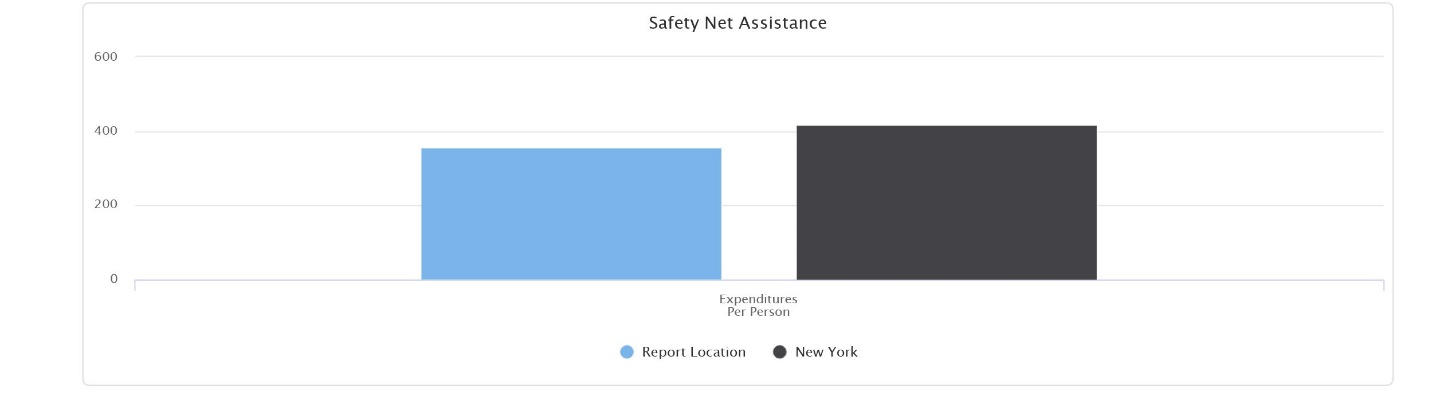 Safety Net Assistance
600
400
200
0
Expenditures
Per Person
Report Location
New York